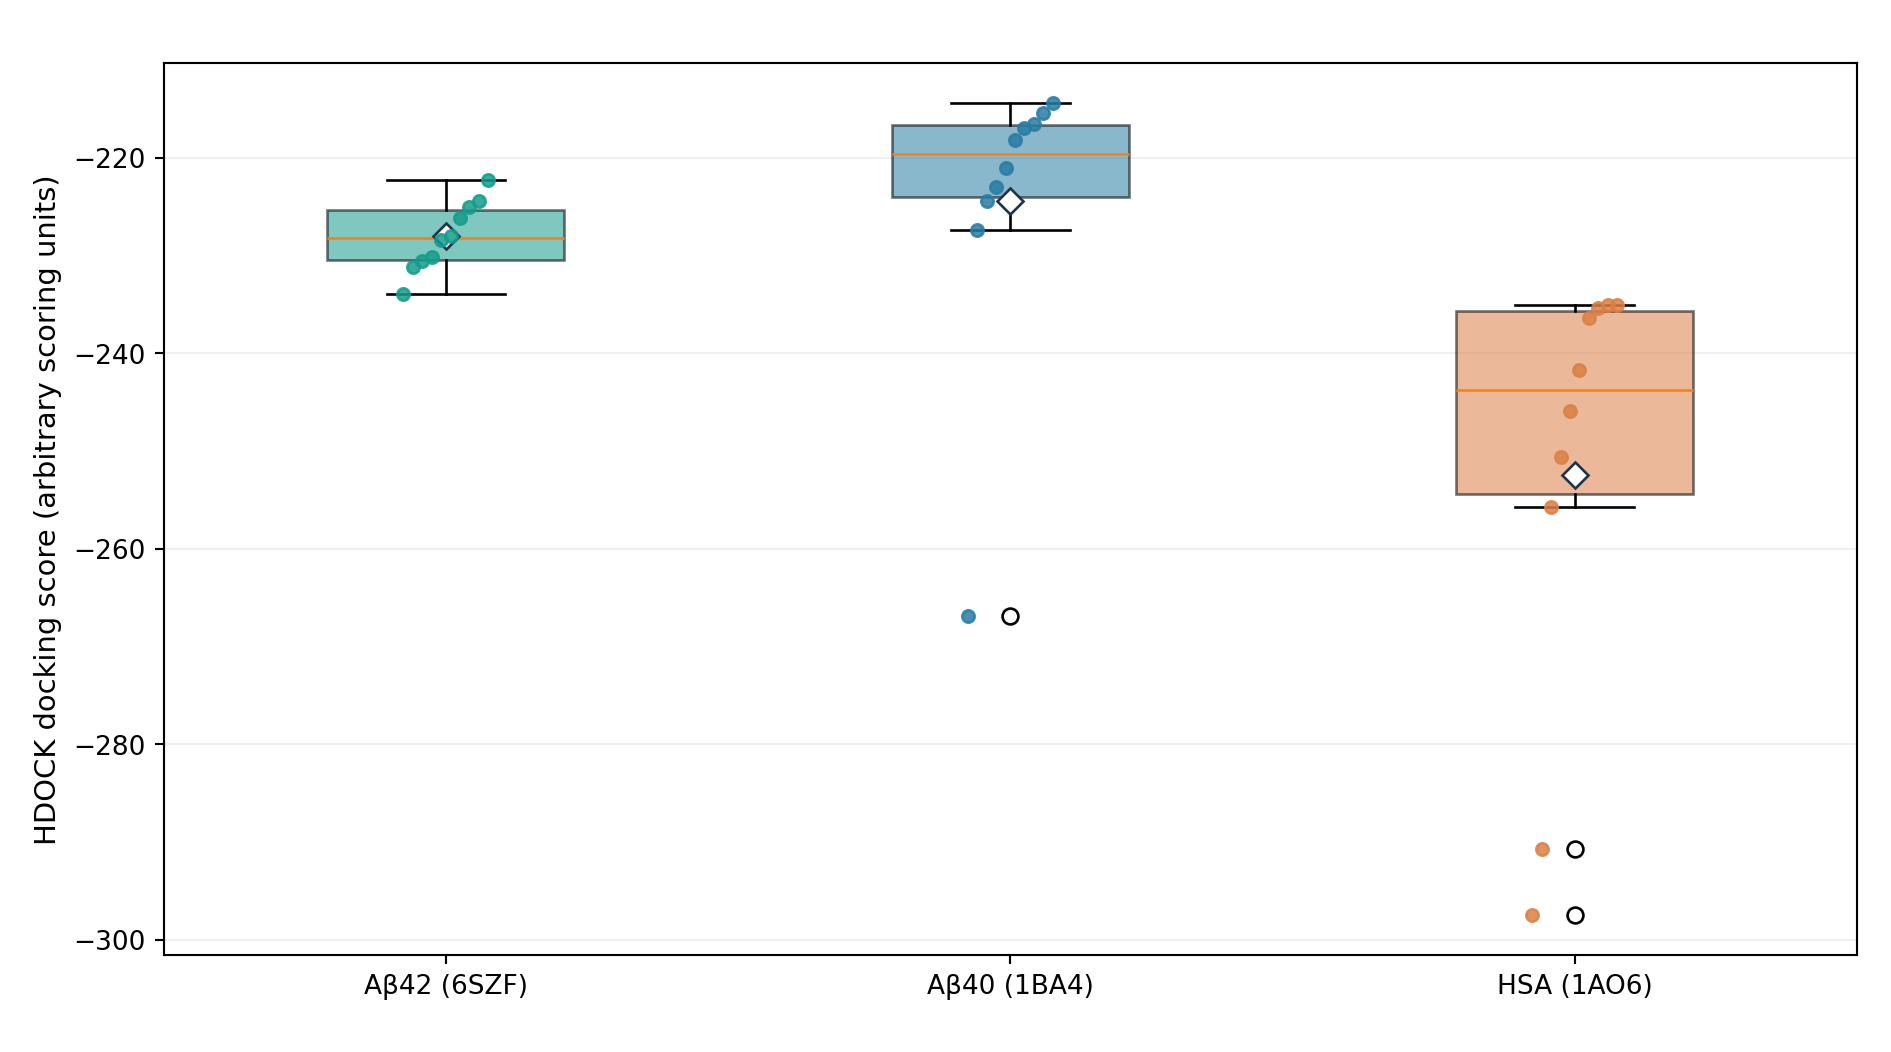 HDOCK docking score (arbitrary scoring units)
−220
−240
−260
−280
−300
Aβ42 (6SZF)
Aβ40 (1BA4)
HSA (1AO6)